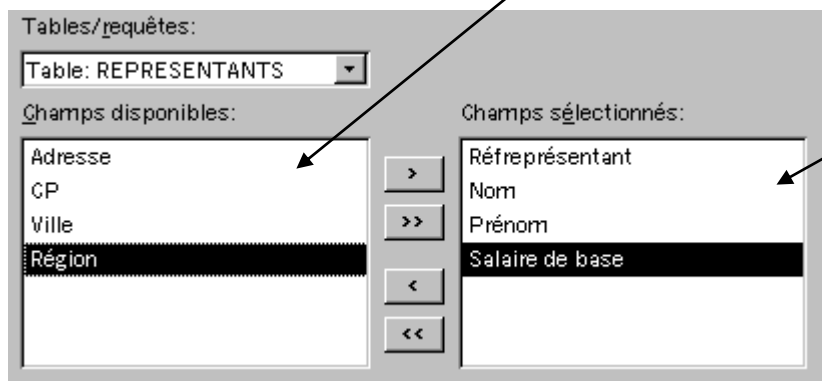 Tables/requêtes:
Table: REPRESENTANTS
Champs disponibles:
Adresse
CP
Ville
Région
>
>>
<
<<
Champs sélectionnés:
Réfreprésentant
Nom
Prénom
Salaire de base